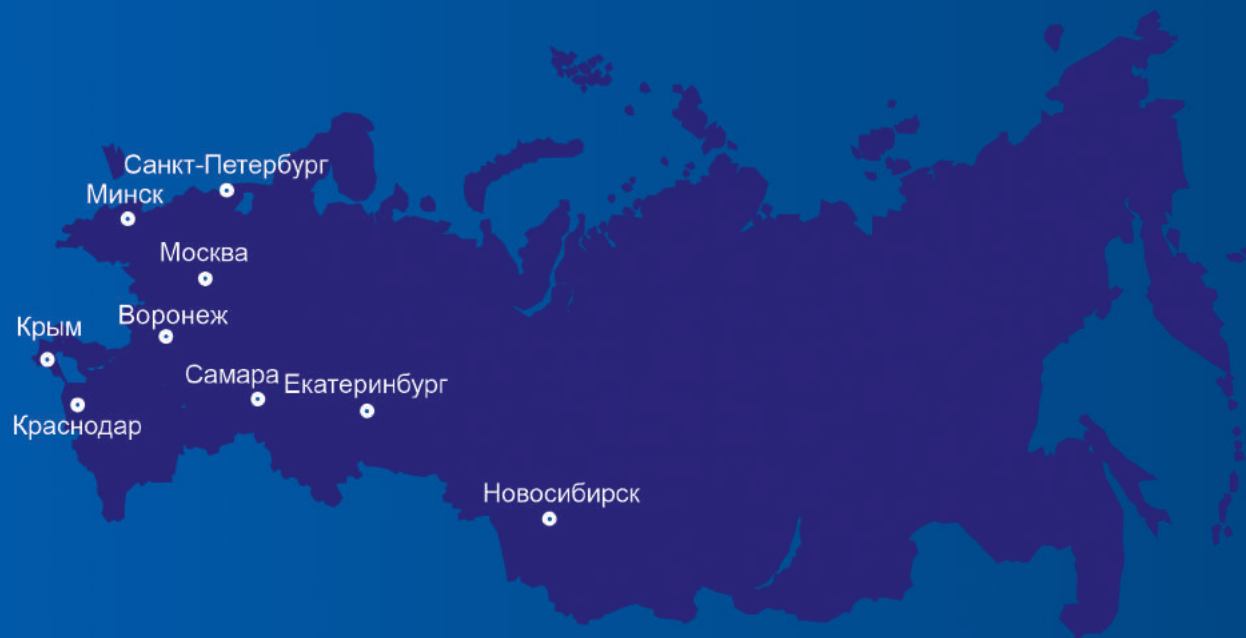 Санкт-Петербург
Минск
Москва
Воронеж
Крым
Самара
Екатеринбург
Краснодар
Новосибирск